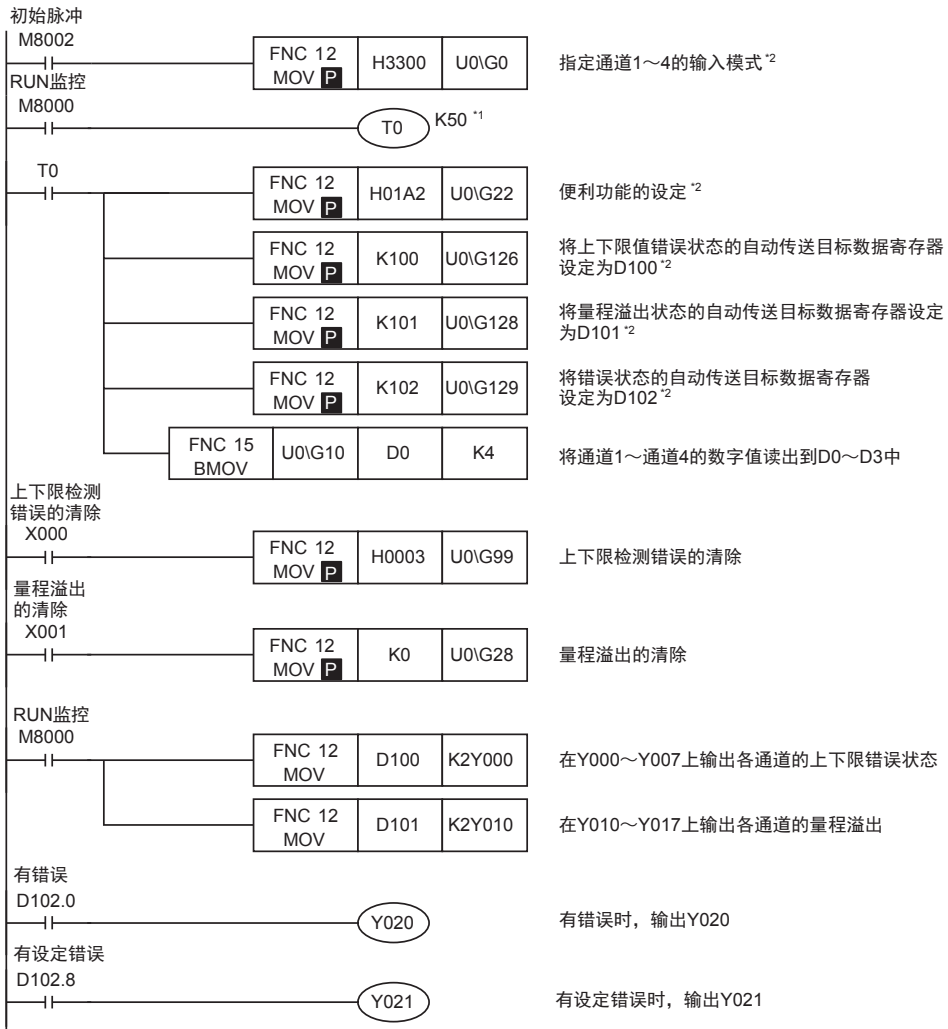 初始脉冲
M8002
FNC 12
MOV P
H3300
U0\G0
指定通道1～4的输入模式*2
RUN监控
M8000
T0
K50 *1
T0
FNC 12
MOV P
H01A2
U0\G22
便利功能的设定*2
FNC 12
MOV P
K100
U0\G126
将上下限值错误状态的自动传送目标数据寄存器
设定为D100*2
FNC 12
MOV P
K101
U0\G128
将量程溢出状态的自动传送目标数据寄存器设定
为D101*2
FNC 12
MOV P
K102
U0\G129
将错误状态的自动传送目标数据寄存器
设定为D102*2
FNC 15
BMOV
U0\G10
D0
K4
将通道1～通道4的数字值读出到D0～D3中
上下限检测
错误的清除
X000
FNC 12
MOV P
H0003
U0\G99
上下限检测错误的清除
量程溢出
的清除
X001
FNC 12
MOV P
K0
U0\G28
量程溢出的清除
RUN监控
M8000
FNC 12
MOV
D100
K2Y000
在Y000～Y007上输出各通道的上下限错误状态
FNC 12
MOV
D101
K2Y010
在Y010～Y017上输出各通道的量程溢出
有错误
D102.0
Y020
有错误时，输出Y020
有设定错误
D102.8
Y021
有设定错误时，输出Y021